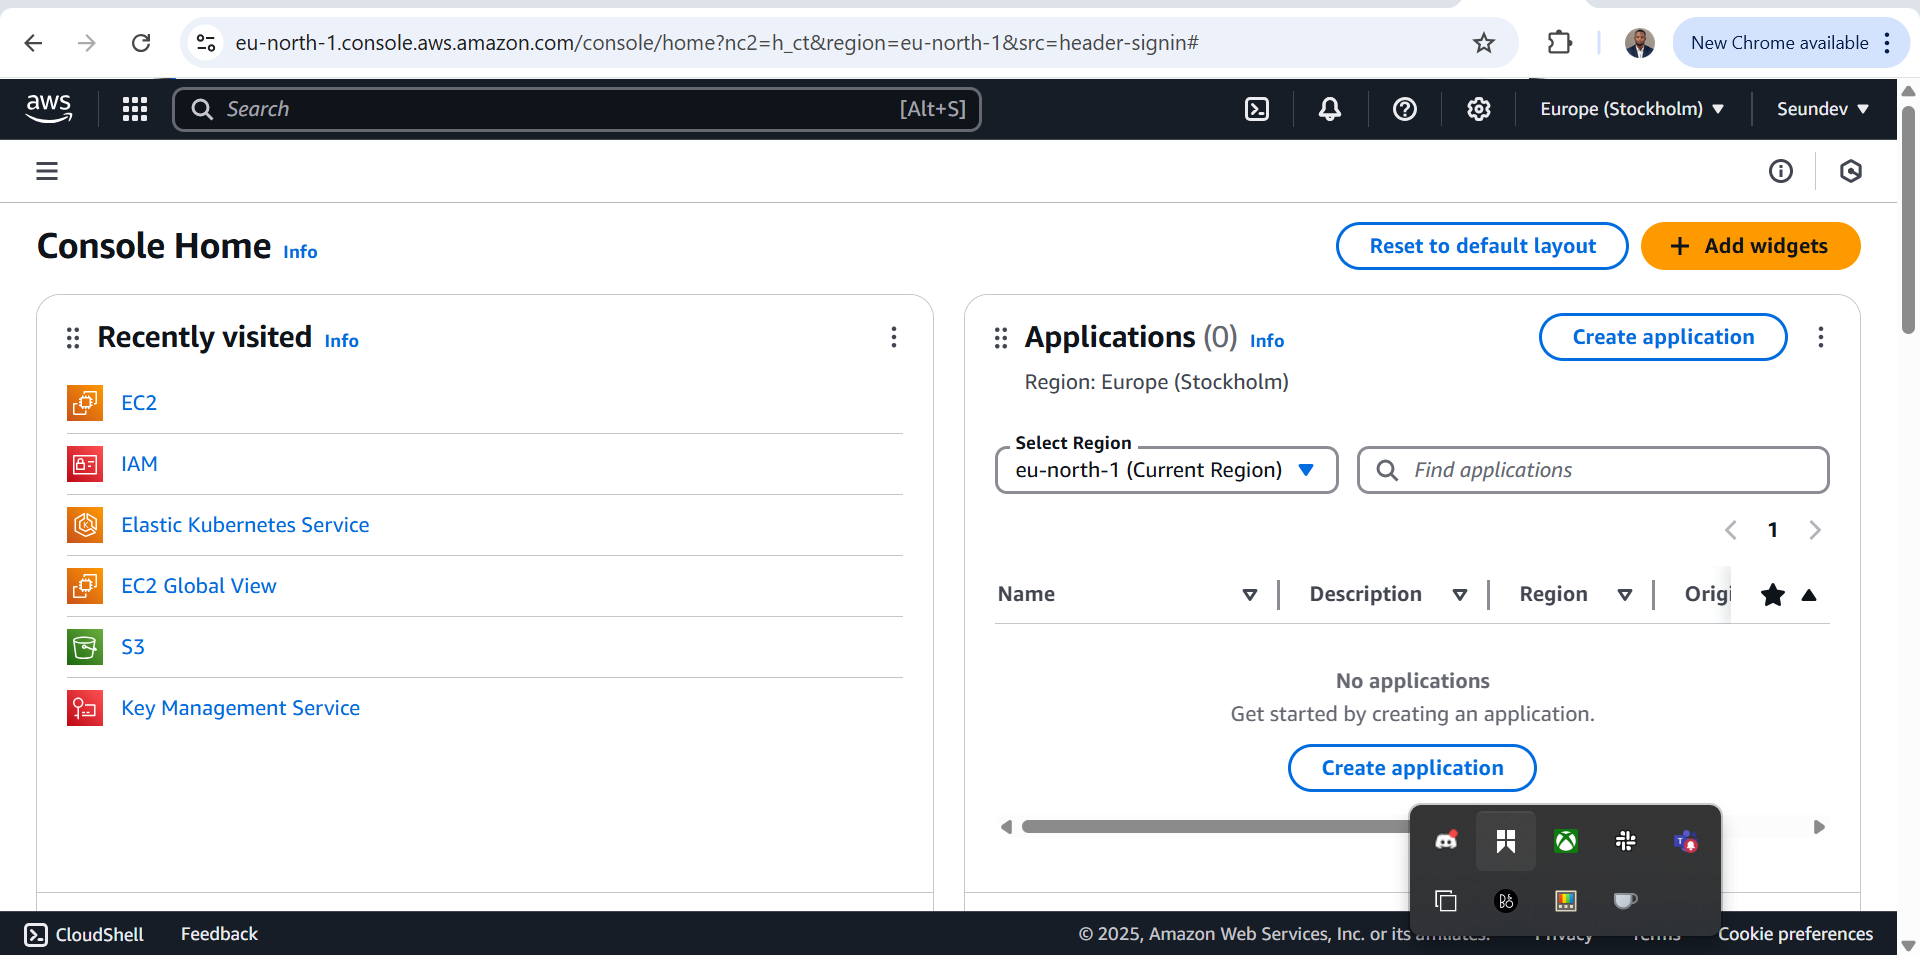 eu-north-1.console.aws.amazon.com/console/home?nc2=h_ct&region=eu-north-1&src=header-signin#
New Chrome available
aws
Search
[Alt+S]
Europe (Stockholm)
Seundev
Console Home Info
Reset to default layout
+ Add widgets
Recently visited Info
EC2
IAM
Elastic Kubernetes Service
EC2 Global View
S3
Key Management Service
Applications (0) Info
Create application
Region: Europe (Stockholm)
Select Region
eu-north-1 (Current Region)
Find applications
1
Name
Description
Region
Origi
No applications
Get started by creating an application.
Create application
CloudShell
Feedback
© 2025, Amazon Web Services, Inc. or its affiliates.
Privacy
Terms
Cookie preferences